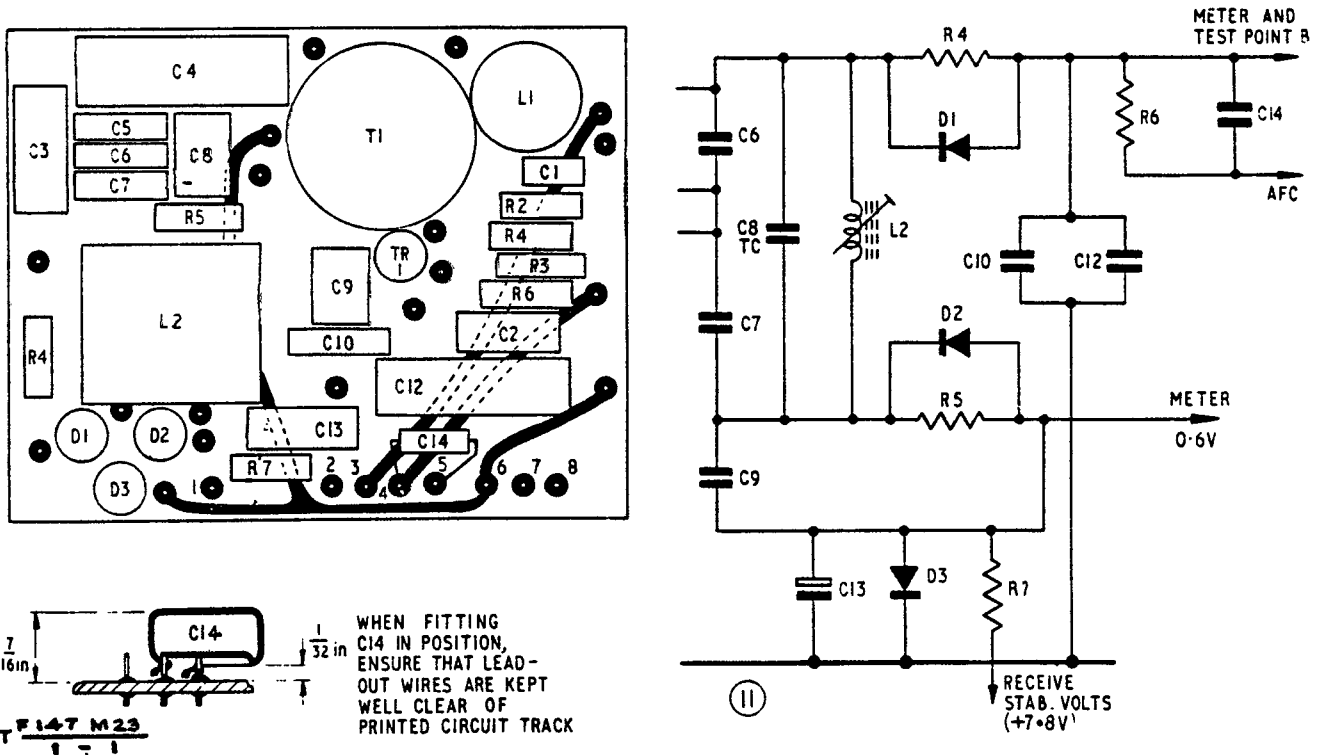 C4
L1
C3
C5
C6
C7
C8
T1
C1
R2
R5
R4
TR
1
R3
C9
R6
L2
C2
C10
R4
C12
D1
D2
C13
C14
R7
2
3
5
6
7
8
D3
1
4
C14
7
16in
1
32 in
WHEN FITTING
C14 IN POSITION,
ENSURE THAT LEAD-
OUT WIRES ARE KEPT
WELL CLEAR OF
PRINTED CIRCUIT TRACK
T F147 M23
1 - 1
METER AND
TEST POINT B
R4
D1
R6
C14
C6
AFC
C8
TC
L2
C10
C12
C7
D2
R5
METER
0·6V
C9
C13
D3
R7
11
RECEIVE
STAB. VOLTS
(+7·8V)